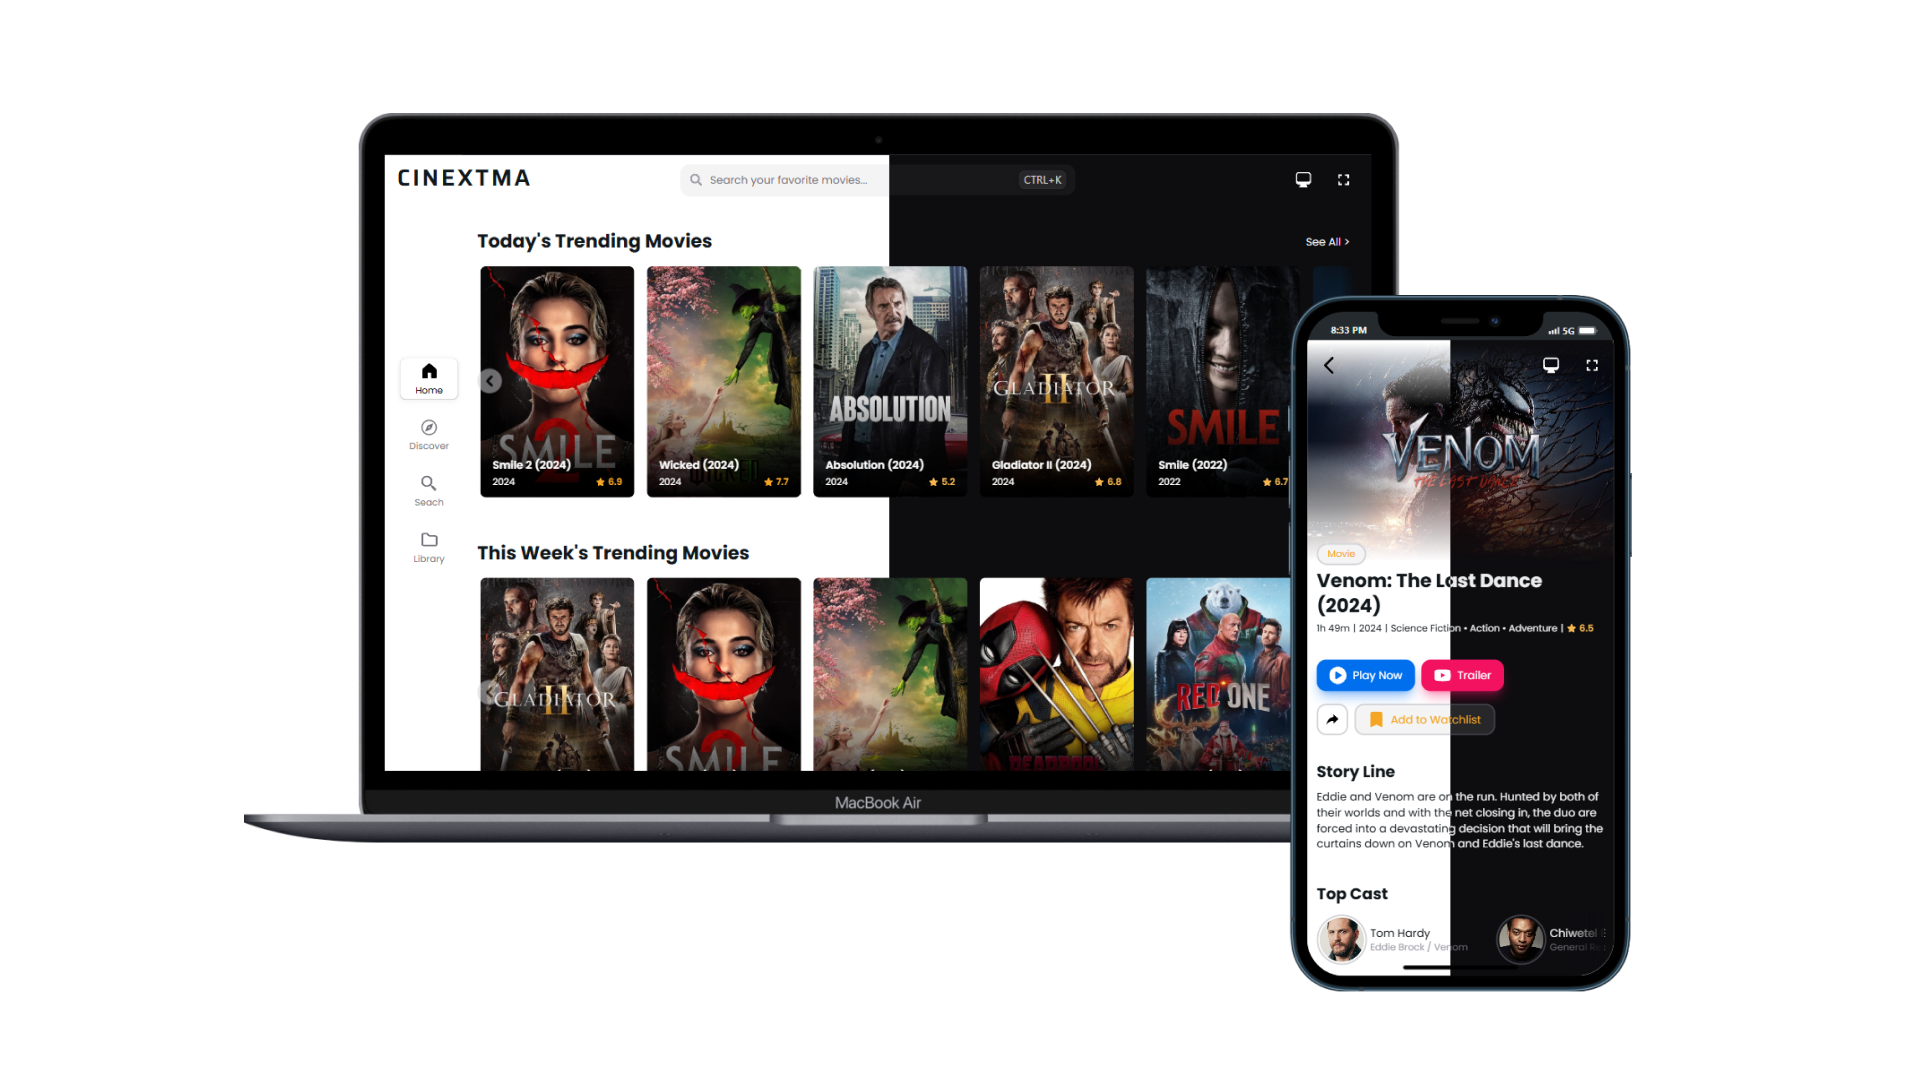 CINEXTMA
Search your favorite movies...
CTRL+K
Today's Trending Movies
See All >
SMILE
2
Smile 2 (2024)
2024
6.9
Wicked (2024)
2024
7.7
ABSOLUTION
Absolution (2024)
2024
5.2
GLADIATOR
II
Gladiator II (2024)
2024
6.8
SMILE
Smile (2022)
2022
6.7
Home
Discover
Seach
Library
This Week's Trending Movies
GLADIATOR
II
SMILE
2
DEADPOOL
RED ONE
MacBook Air
8:33 PM
5G
VENOM
THE LAST DANCE
Movie
Venom: The Last Dance
(2024)
1h 49m | 2024 | Science Fiction • Action • Adventure | 6.5
Play Now
Trailer
Add to Watchlist
Story Line
Eddie and Venom are on the run. Hunted by both of
their worlds and with the net closing in, the duo are
forced into a devastating decision that will bring the
curtains down on Venom and Eddie's last dance.
Top Cast
Tom Hardy
Eddie Brock / Venom
Chiwetel
General